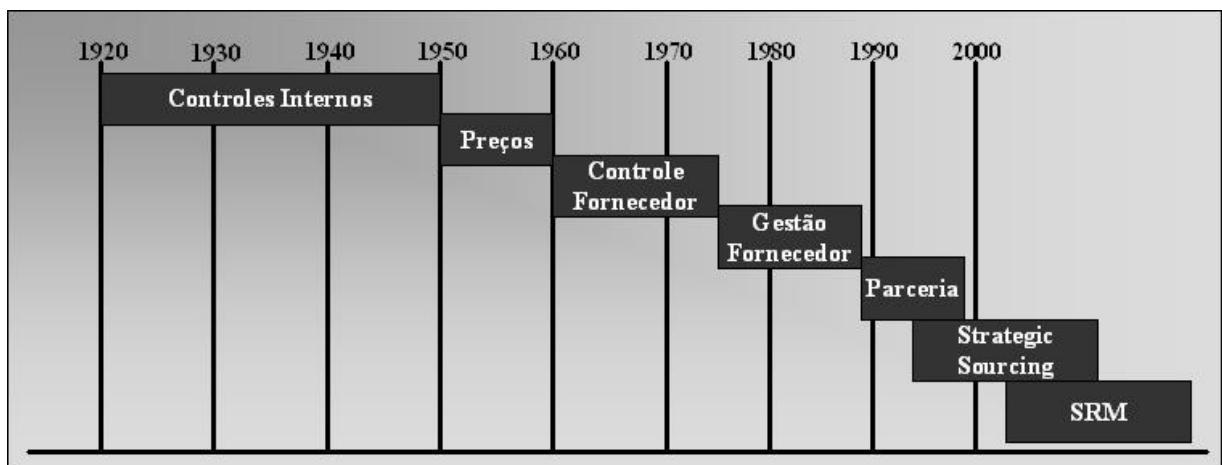 1920 1930 1940 1950 1960 1970 1980 1990 2000
Controles Internos
Preços
Controle
Fornecedor
Gestão
Fornecedor
Parceria
Strategic
Sourcing
SRM